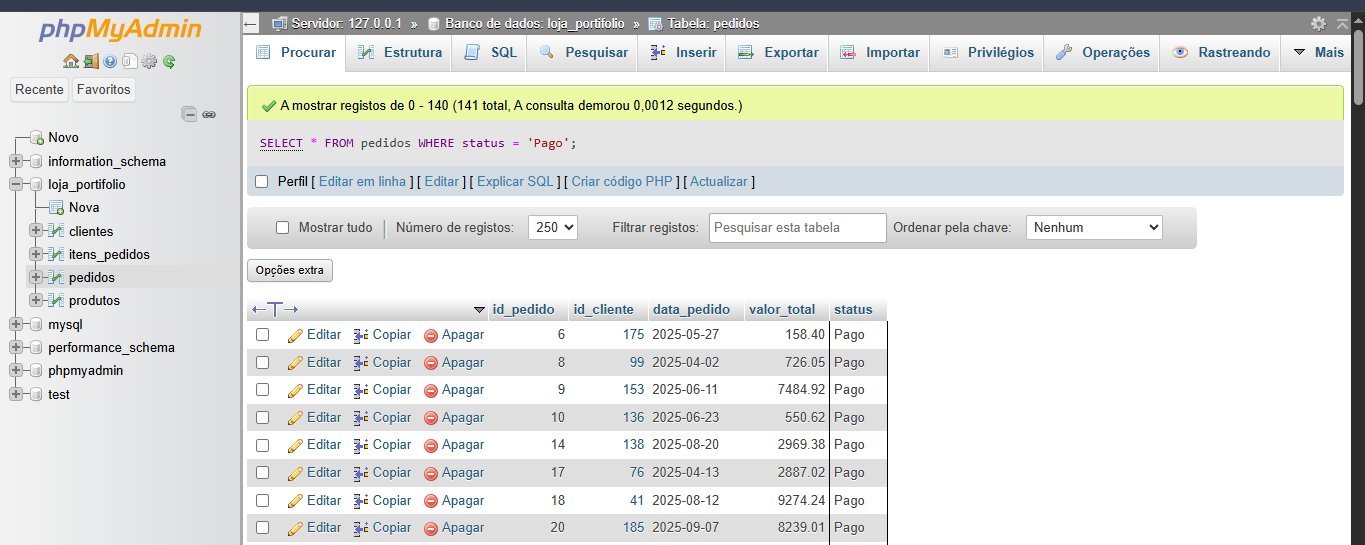 phpMyAdmin
Recente Favoritos
Novo
information_schema
loja_portifolio
Nova
clientes
itens_pedidos
pedidos
produtos
mysql
performance_schema
phpmyadmin
test
Servidor: 127.0.0.1 » Banco de dados: loja_portifolio » Tabela: pedidos
Procurar Estrutura SQL Pesquisar Inserir Exportar Importar Privilégios Operações Rastreando Mais
A mostrar registos de 0 - 140 (141 total, A consulta demorou 0,0012 segundos.)
SELECT * FROM pedidos WHERE status = 'Pago';
Perfil [ Editar em linha ] [ Editar ] [ Explicar SQL ] [ Criar código PHP ] [ Actualizar ]
Mostrar tudo Número de registos: 250 Filtrar registos: Pesquisar esta tabela Ordenar pela chave: Nenhum
Opções extra
id_pedido id_cliente data_pedido valor_total status
Editar Copiar Apagar 6 175 2025-05-27 158.40 Pago
Editar Copiar Apagar 8 99 2025-04-02 726.05 Pago
Editar Copiar Apagar 9 153 2025-06-11 7484.92 Pago
Editar Copiar Apagar 10 136 2025-06-23 550.62 Pago
Editar Copiar Apagar 14 138 2025-08-20 2969.38 Pago
Editar Copiar Apagar 17 76 2025-04-13 2887.02 Pago
Editar Copiar Apagar 18 41 2025-08-12 9274.24 Pago
Editar Copiar Apagar 20 185 2025-09-07 8239.01 Pago